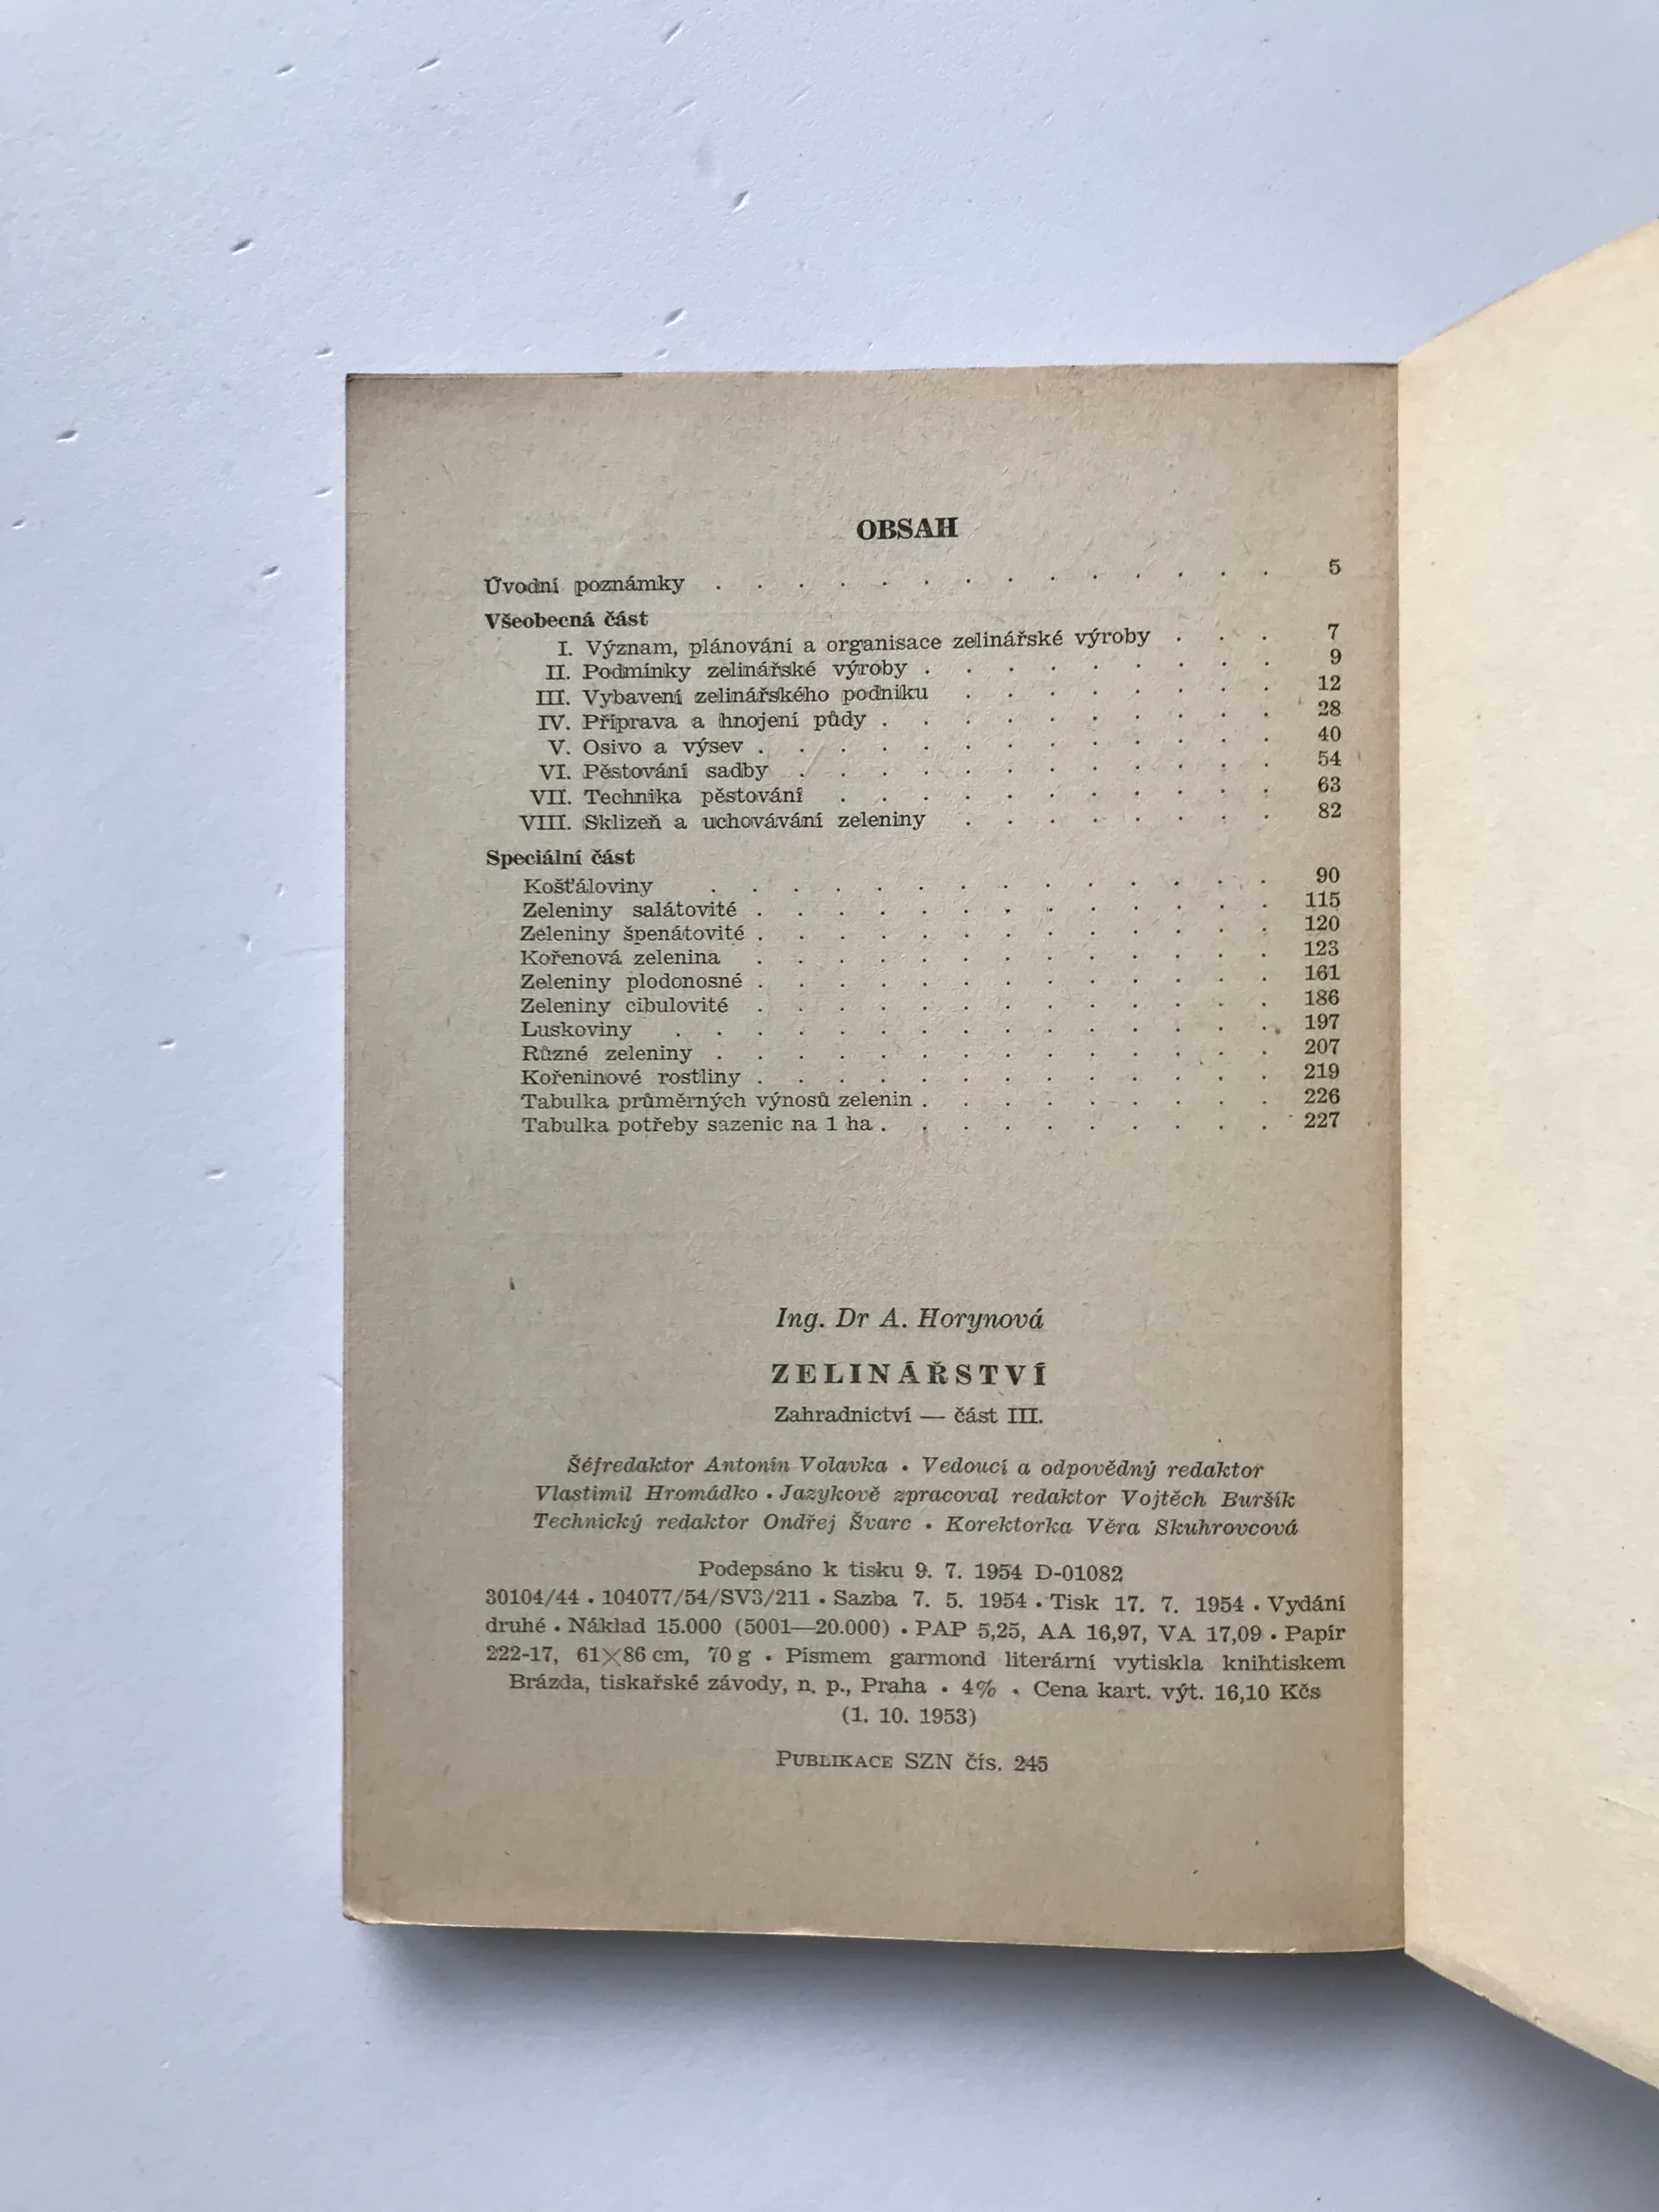 OBSAH
Úvodní poznámky . . . . . . . . . . . . . . 5
Všeobecná část
I. Význam, plánování a organisace zelinářské výroby . . . 7
II. Podmínky zelinářské výroby . . . . . . . . . 9
III. Vybavení zelinářského podniku . . . . . . . . 12
IV. Příprava a hnojení půdy . . . . . . . . . . 28
V. Osivo a výsev . . . . . . . . . . . . . 40
VI. Pěstování sadby . . . . . . . . . . . . 54
VII. Technika pěstování . . . . . . . . . . . 63
VIII. Sklizeň a uchovávání zeleniny . . . . . . . . 82
Speciální část
Košťáloviny . . . . . . . . . . . . . . 90
Zeleniny salátovité . . . . . . . . . . . . . 115
Zeleniny špenátovité . . . . . . . . . . . . . 120
Kořenová zelenina . . . . . . . . . . . . . 123
Zeleniny plodonosné . . . . . . . . . . . . . 161
Zeleniny cibulovité . . . . . . . . . . . . . 186
Luskoviny . . . . . . . . . . . . . . . 197
Různé zeleniny . . . . . . . . . . . . . . 207
Kořeninové rostliny . . . . . . . . . . . . . 219
Tabulka průměrných výnosů zelenin . . . . . . . . . 226
Tabulka potřeby sazenic na 1 ha . . . . . . . . . . 227
Ing. Dr A. Horynová
ZELINÁŘSTVÍ
Zahradnictví — část III.
Šéfredaktor Antonín Volavka • Vedoucí a odpovědný redaktor
Vlastimil Hromádko • Jazykově zpracoval redaktor Vojtěch Buršík
Technický redaktor Ondřej Švarc • Korektorka Věra Skuhrovcová
Podepsáno k tisku 9. 7. 1954 D-01082
30104/44 • 104077/54/SV3/211 • Sazba 7. 5. 1954 • Tisk 17. 7. 1954 • Vydání
druhé • Náklad 15.000 (5001—20.000) • PAP 5,25, AA 16,97, VA 17,09 • Papír
222-17, 61×86 cm, 70 g • Písmem garmond literární vytiskla knihtiskem
Brázda, tiskařské závody, n. p., Praha • 4% • Cena kart. výt. 16,10 Kčs
(1. 10. 1953)
PUBLIKACE SZN čís. 245